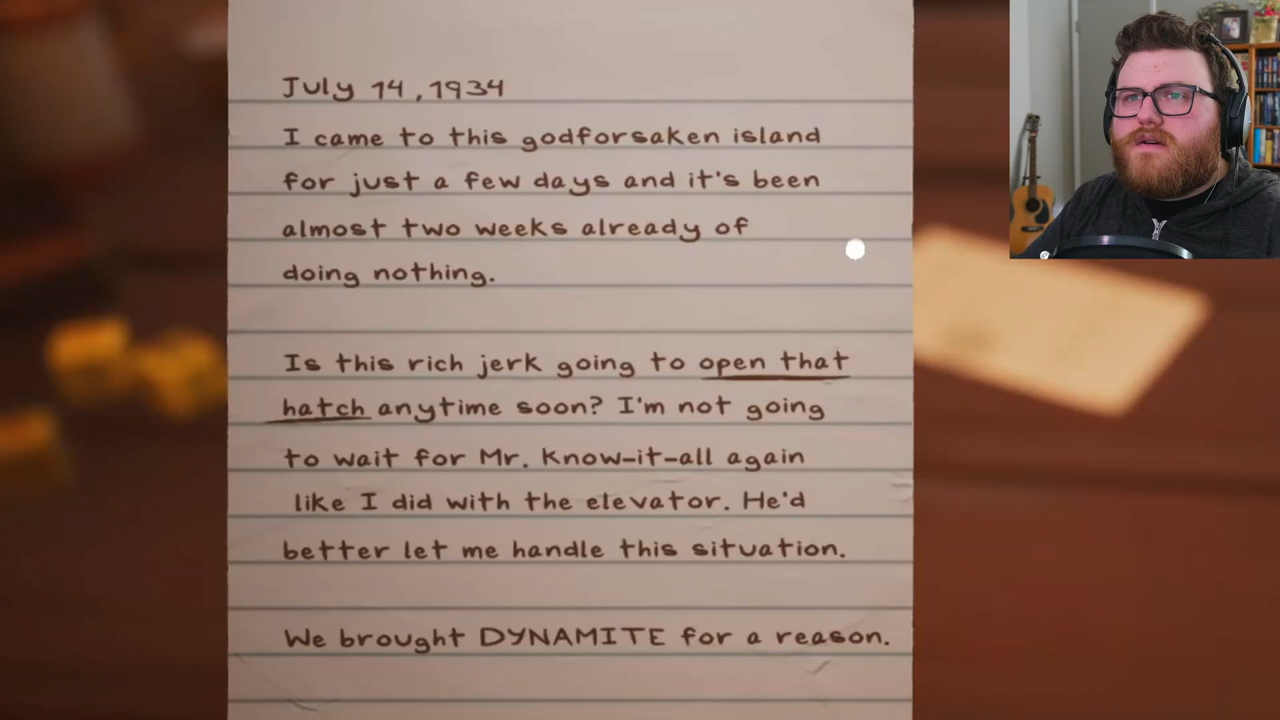 July 14, 1934
I came to this godforsaken island
for just a few days and it's been
almost two weeks already of
doing nothing.
Is this rich jerk going to open that
hatch anytime soon? I'm not going
to wait for Mr. Know-it-all again
like I did with the elevator. He'd
better let me handle this situation.
We brought DYNAMITE for a reason.